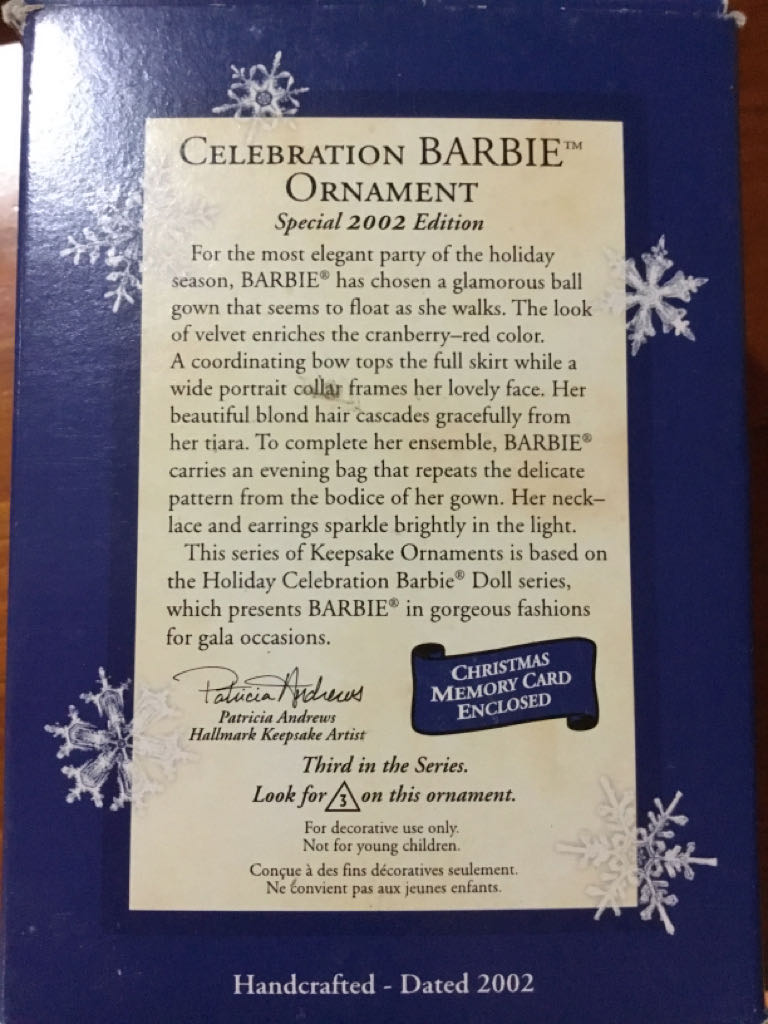 CELEBRATION BARBIE™
ORNAMENT
Special 2002 Edition
For the most elegant party of the holiday
season, BARBIE® has chosen a glamorous ball
gown that seems to float as she walks. The look
of velvet enriches the cranberry–red color.
A coordinating bow tops the full skirt while a
wide portrait collar frames her lovely face. Her
beautiful blond hair cascades gracefully from
her tiara. To complete her ensemble, BARBIE®
carries an evening bag that repeats the delicate
pattern from the bodice of her gown. Her neck–
lace and earrings sparkle brightly in the light.
This series of Keepsake Ornaments is based on
the Holiday Celebration Barbie® Doll series,
which presents BARBIE® in gorgeous fashions
for gala occasions.
Patricia Andrews
Patricia Andrews
Hallmark Keepsake Artist
CHRISTMAS
MEMORY CARD
ENCLOSED
Third in the Series.
Look for 3 on this ornament.
For decorative use only.
Not for young children.
Conçue à des fins décoratives seulement.
Ne convient pas aux jeunes enfants.
Handcrafted - Dated 2002